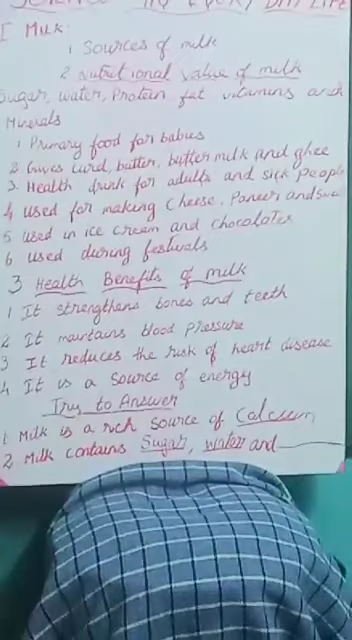 SCIENCE IN EVERY DAY LIFE
I Milk:
1 Sources of milk
2 Nutritional value of milk
Sugar, water, Protein fat vitamins and
Minerals
1 Primary food for babies
2 Gives curd, butter, butter milk and ghee
3. Health drink for adults and sick people
4 used for making Cheese, Paneer and
5 used in ice cream and chocolates
6 used during festivals
3 Health Benefits of milk
1 It strengthens bones and teeth
2 It maintains blood pressure
3 It reduces the risk of heart disease
4 It is a source of energy
Try to Answer
1 Milk is a rich source of Calcium
2 Milk contains Sugar, water and